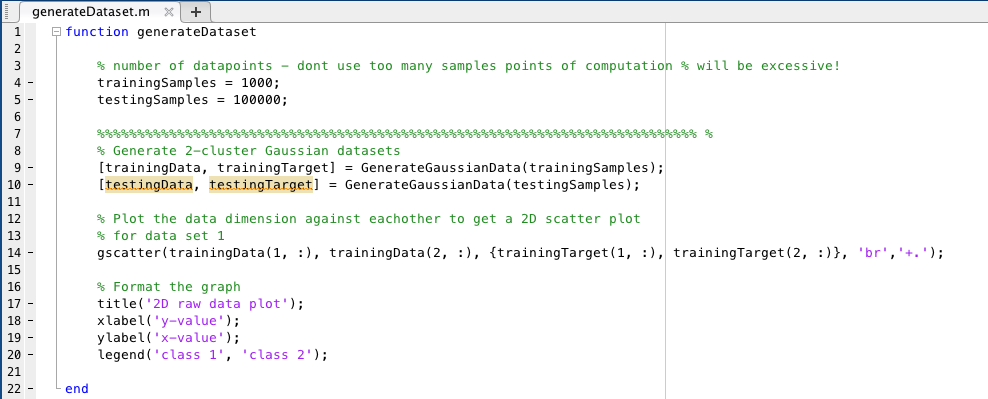 generateDataset.m × +
1 function generateDataset
2
3 % number of datapoints – dont use too many samples points of computation % will be excessive!
4 – trainingSamples = 1000;
5 – testingSamples = 100000;
6
7 %%%%%%%%%%%%%%%%%%%%%%%%%%%%%%%%%%%%%%%%%%%%%%%%%%%%%%%%%%%%%%%%%%%%%%%%%%% %
8 % Generate 2-cluster Gaussian datasets
9 – [trainingData, trainingTarget] = GenerateGaussianData(trainingSamples);
10 – [testingData, testingTarget] = GenerateGaussianData(testingSamples);
11
12 % Plot the data dimension against eachother to get a 2D scatter plot
13 % for data set 1
14 – gscatter(trainingData(1, :), trainingData(2, :), {trainingTarget(1, :), trainingTarget(2, :)}, 'br','+.');
15
16 % Format the graph
17 – title('2D raw data plot');
18 – xlabel('y-value');
19 – ylabel('x-value');
20 – legend('class 1', 'class 2');
21
22 – end